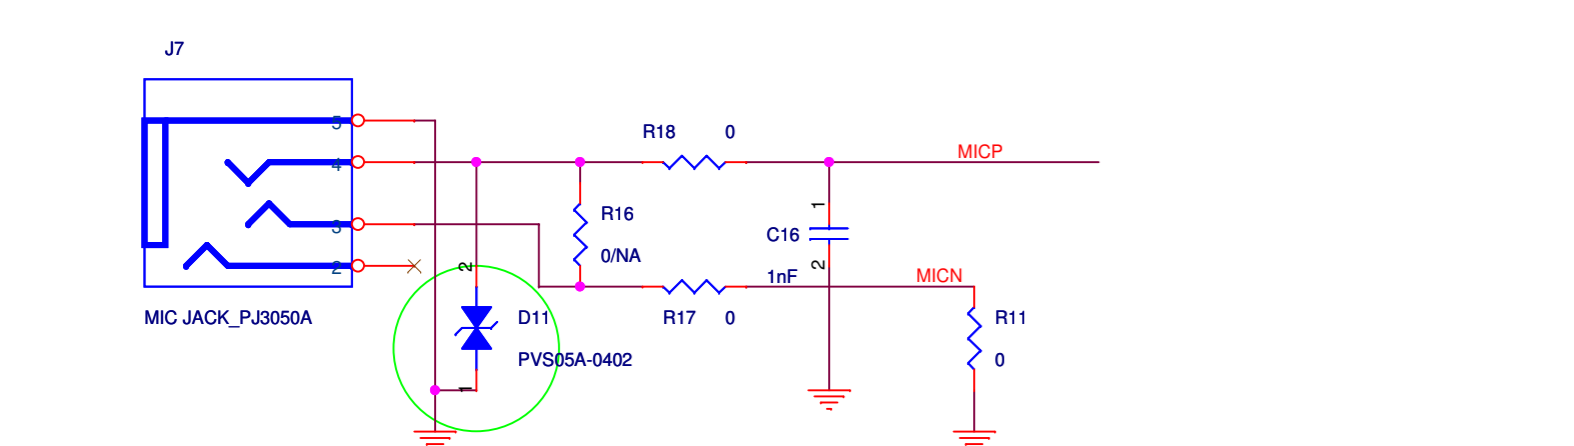 J7
5
4
3
2
MIC JACK_PJ3050A
2
D11
PVS05A-0402
1
R18 0
R16
0/NA
R17 0
MICP
1
C16
2
1nF
MICN
R11
0